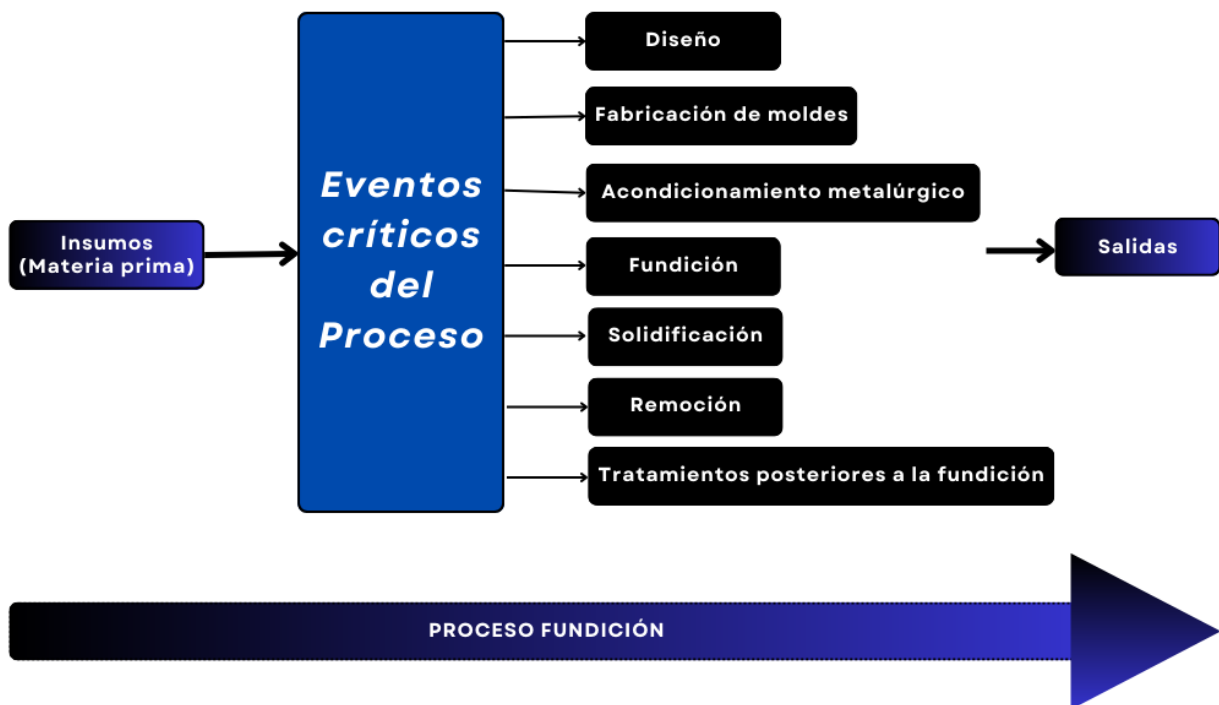 Diseño
Fabricación de moldes
Acondicionamiento metalúrgico
Eventos
críticos
del
Proceso
Insumos
(Materia prima)
Fundición
Salidas
Solidificación
Remoción
Tratamientos posteriores a la fundición
PROCESO FUNDICIÓN